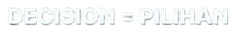 DECISION = PILIHAN